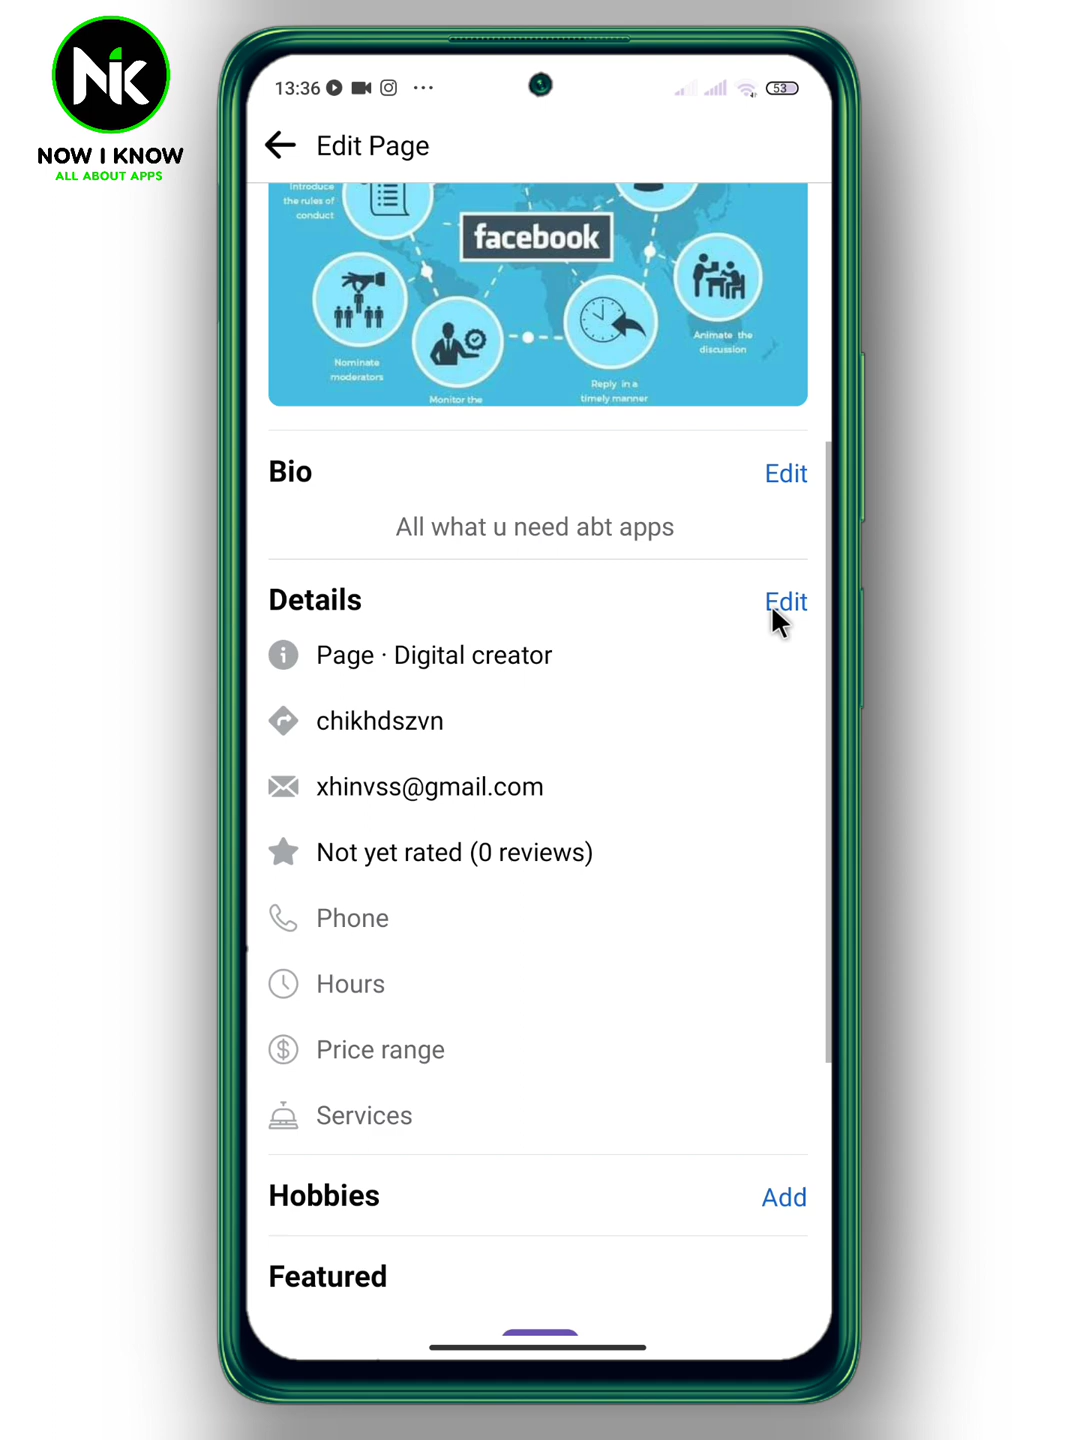 NiK
NOW I KNOW
ALL ABOUT APPS
13:36
53
Edit Page
Introduce
the rules of
conduct
facebook
Nominate
moderators
Monitor the
Reply in a
timely manner
Animate the
discussion
Bio
Edit
All what u need abt apps
Details
Edit
Page · Digital creator
chikhdszvn
xhinvss@gmail.com
Not yet rated (0 reviews)
Phone
Hours
Price range
Services
Hobbies
Add
Featured